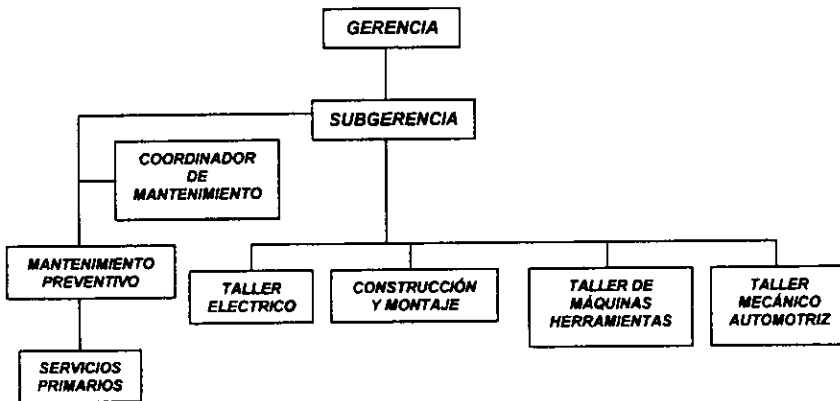 GERENCIA
SUBGERENCIA
COORDINADOR
DE
MANTENIMIENTO
MANTENIMIENTO
PREVENTIVO
TALLER
ELECTRICO
CONSTRUCCIÓN
Y MONTAJE
TALLER DE
MÁQUINAS
HERRAMIENTAS
TALLER
MECÁNICO
AUTOMOTRIZ
SERVICIOS
PRIMARIOS